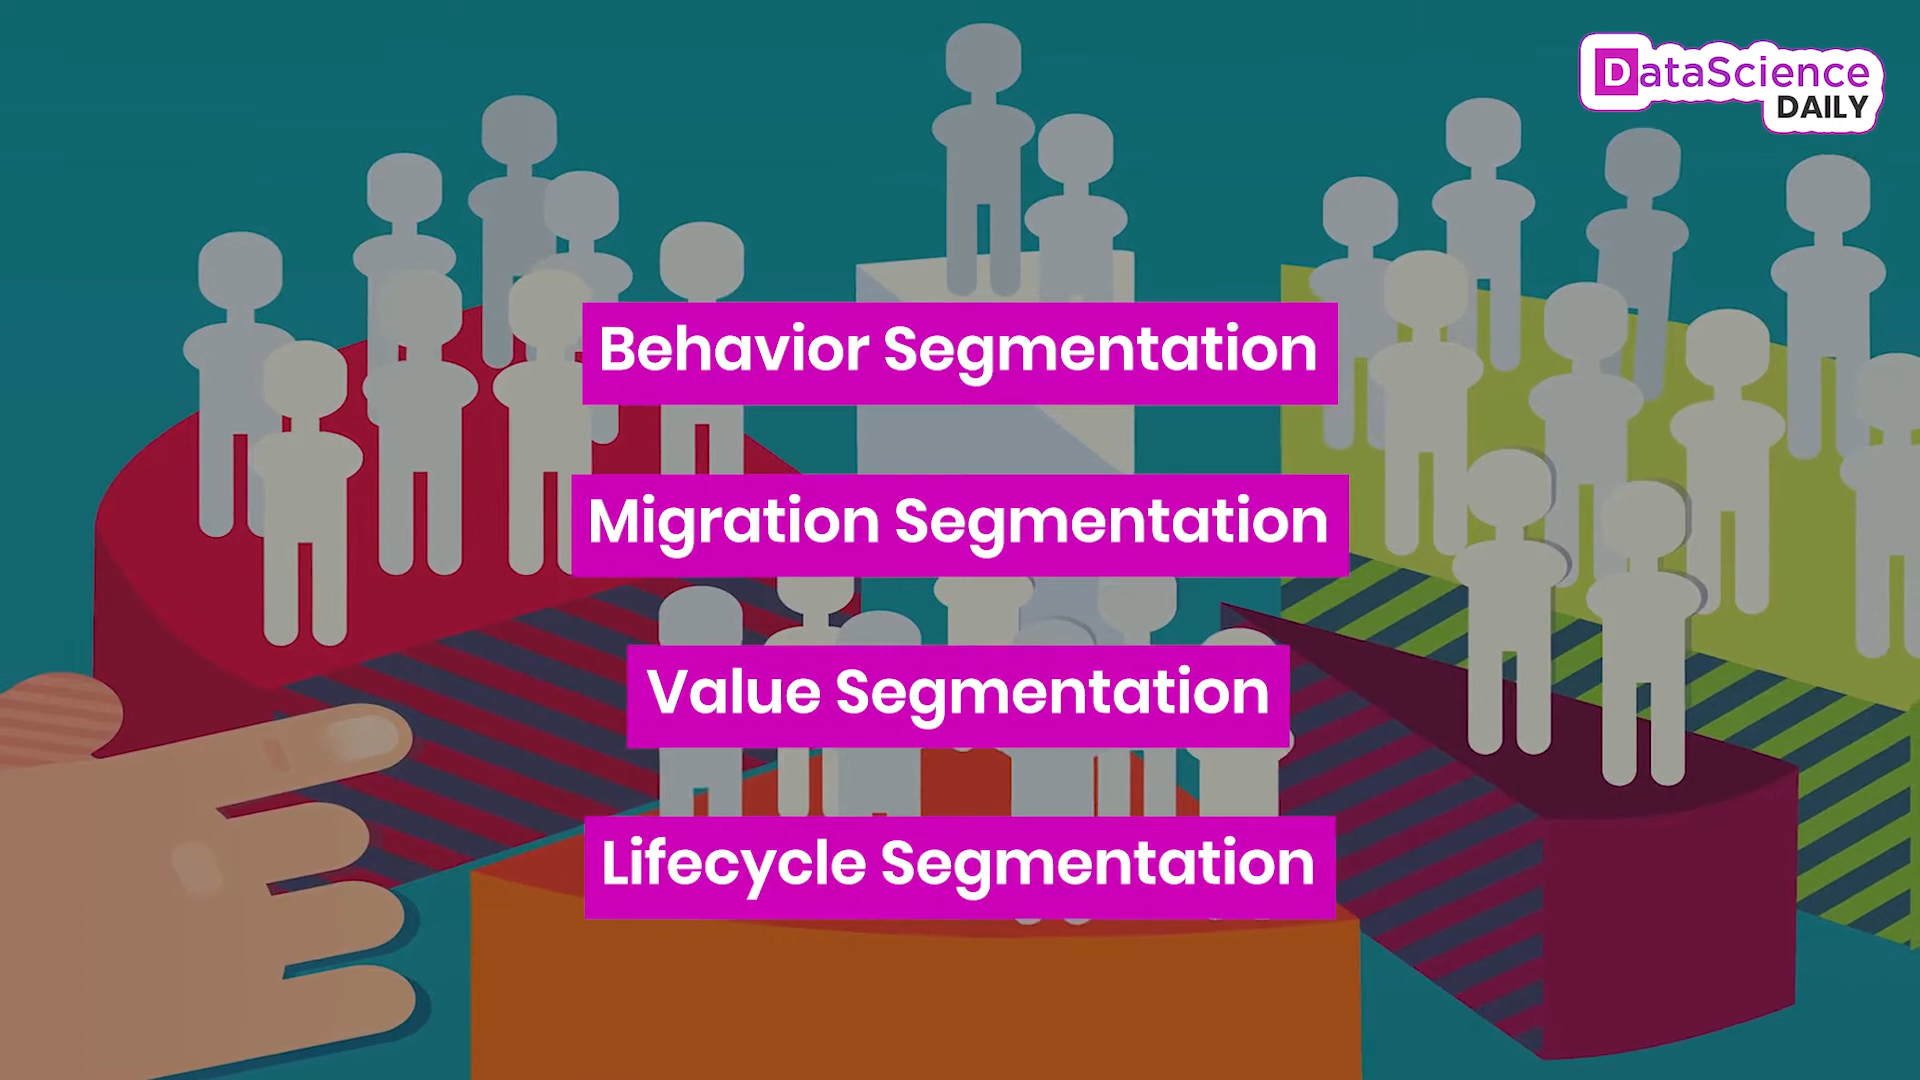 DataScience
DAILY
Behavior Segmentation
Migration Segmentation
Value Segmentation
Lifecycle Segmentation